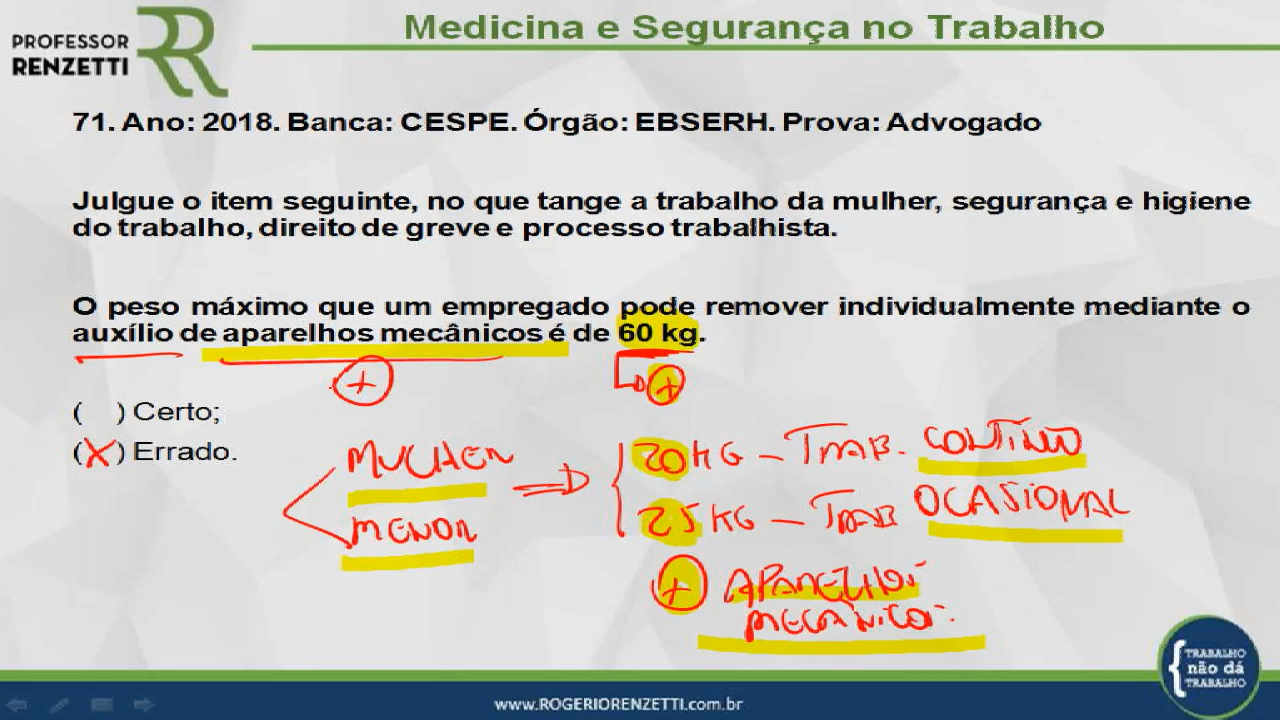 PROFESSOR
RENZETTI
Medicina e Segurança no Trabalho
71. Ano: 2018. Banca: CESPE. Órgão: EBSERH. Prova: Advogado
Julgue o item seguinte, no que tange a trabalho da mulher, segurança e higiene
do trabalho, direito de greve e processo trabalhista.
O peso máximo que um empregado pode remover individualmente mediante o
auxílio de aparelhos mecânicos é de 60 kg.
+ +
( ) Certo;
(X) Errado.
MULHER
MENOR
20 KG - TRAB. CONTÍNUO
25 KG - TRAB OCASIONAL
+ APARELHOS
MECÂNICOS.
TRABALHO
não dá
TRABALHO
www.ROGERIORENZETTI.com.br